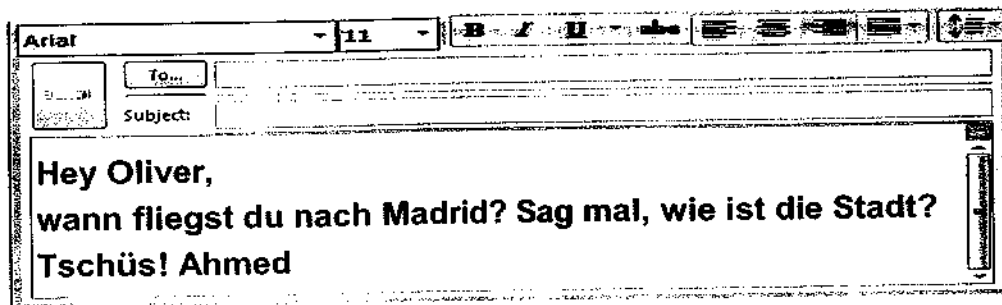 Arial 11 B I U abc
To...
Subject:
Hey Oliver,
wann fliegst du nach Madrid? Sag mal, wie ist die Stadt?
Tschüs! Ahmed